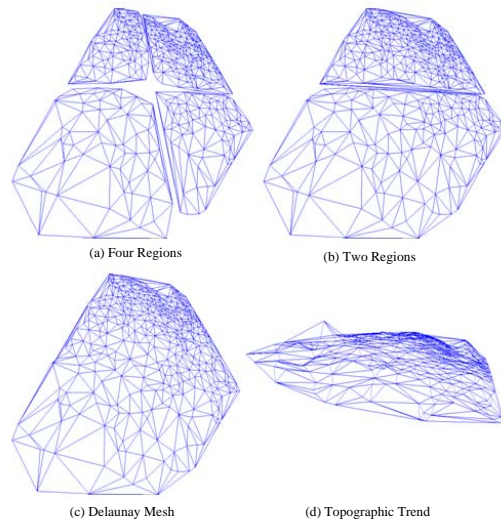 (a) Four Regions
(b) Two Regions
(c) Delaunay Mesh
(d) Topographic Trend